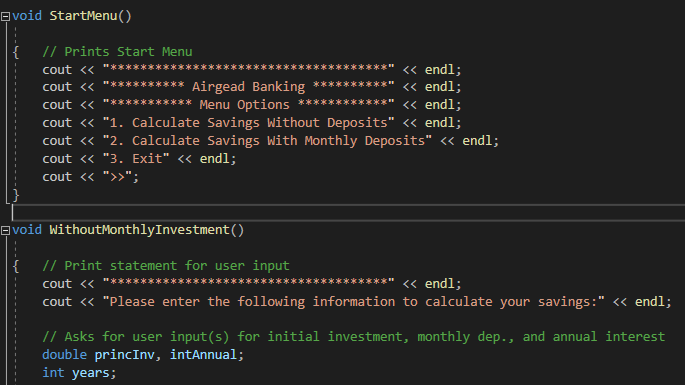 void StartMenu()
{ // Prints Start Menu
cout << "*************************************" << endl;
cout << "********** Airgead Banking **********" << endl;
cout << "*********** Menu Options ************" << endl;
cout << "1. Calculate Savings Without Deposits" << endl;
cout << "2. Calculate Savings With Monthly Deposits" << endl;
cout << "3. Exit" << endl;
cout << ">>";
}
void WithoutMonthlyInvestment()
{ // Print statement for user input
cout << "*************************************" << endl;
cout << "Please enter the following information to calculate your savings:" << endl;
// Asks for user input(s) for initial investment, monthly dep., and annual interest
double princInv, intAnnual;
int years;